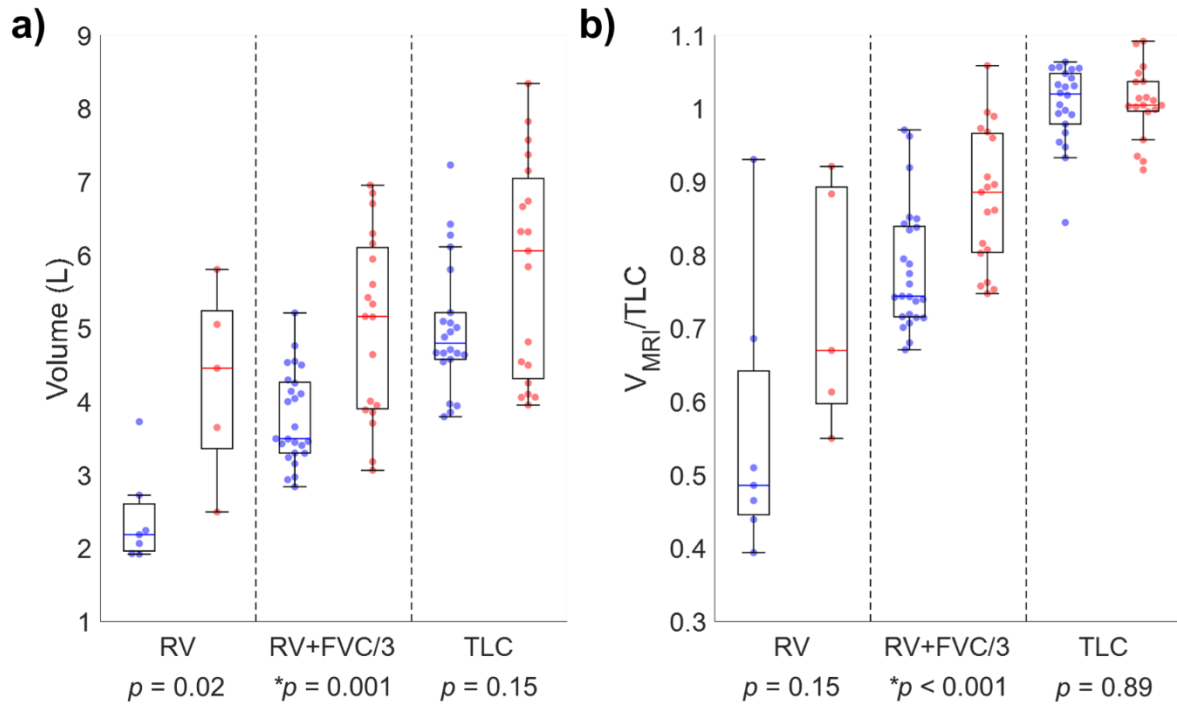 a)
Volume (L)
9
8
7
6
5
4
3
2
1
RV RV+FVC/3 TLC
p = 0.02 *p = 0.001 p = 0.15
b)
V_MRI/TLC
1.1
1
0.9
0.8
0.7
0.6
0.5
0.4
0.3
RV RV+FVC/3 TLC
p = 0.15 *p < 0.001 p = 0.89